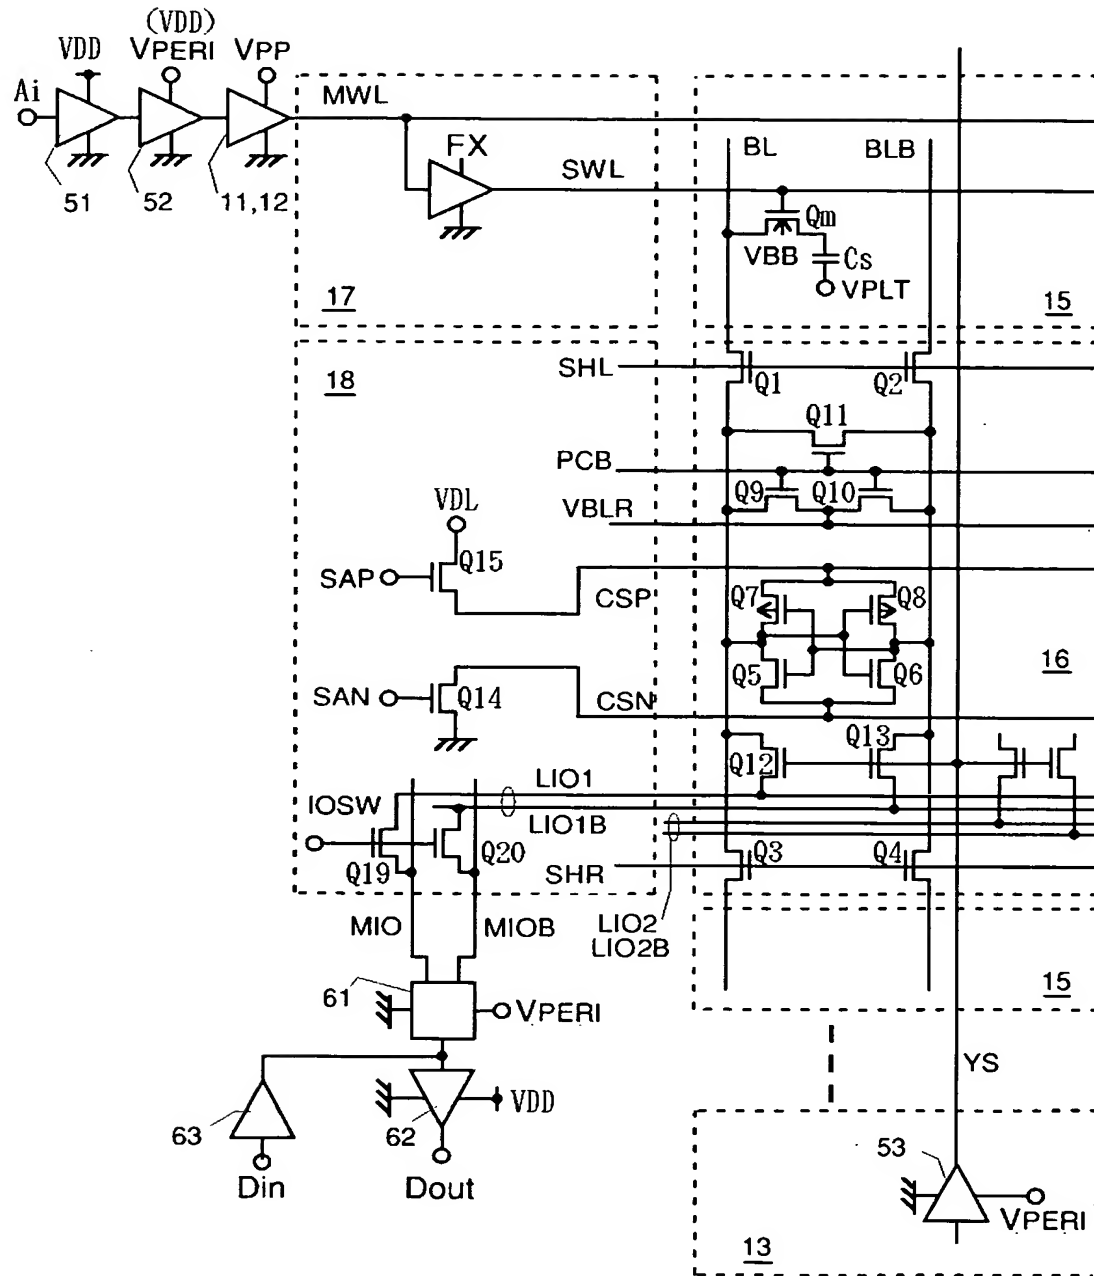 (VDD)
VDD
VPERI
VPP
Ai
MWL
51
52
11,12
FX
SWL
BL
BLB
Qm
VBB
Cs
VPLT
17
15
18
SHL
Q1
Q2
Q11
PCB
Q9
Q10
VBLR
VDL
Q15
SAP
CSP
Q7
Q8
16
Q5
Q6
SAN
Q14
CSN
Q13
Q12
LIO1
IOSW
LIO1B
Q19
Q20
Q3
Q4
SHR
MIO
MIOB
LIO2
LIO2B
61
VPERI
15
YS
VDD
63
62
53
Din
Dout
VPERI
13